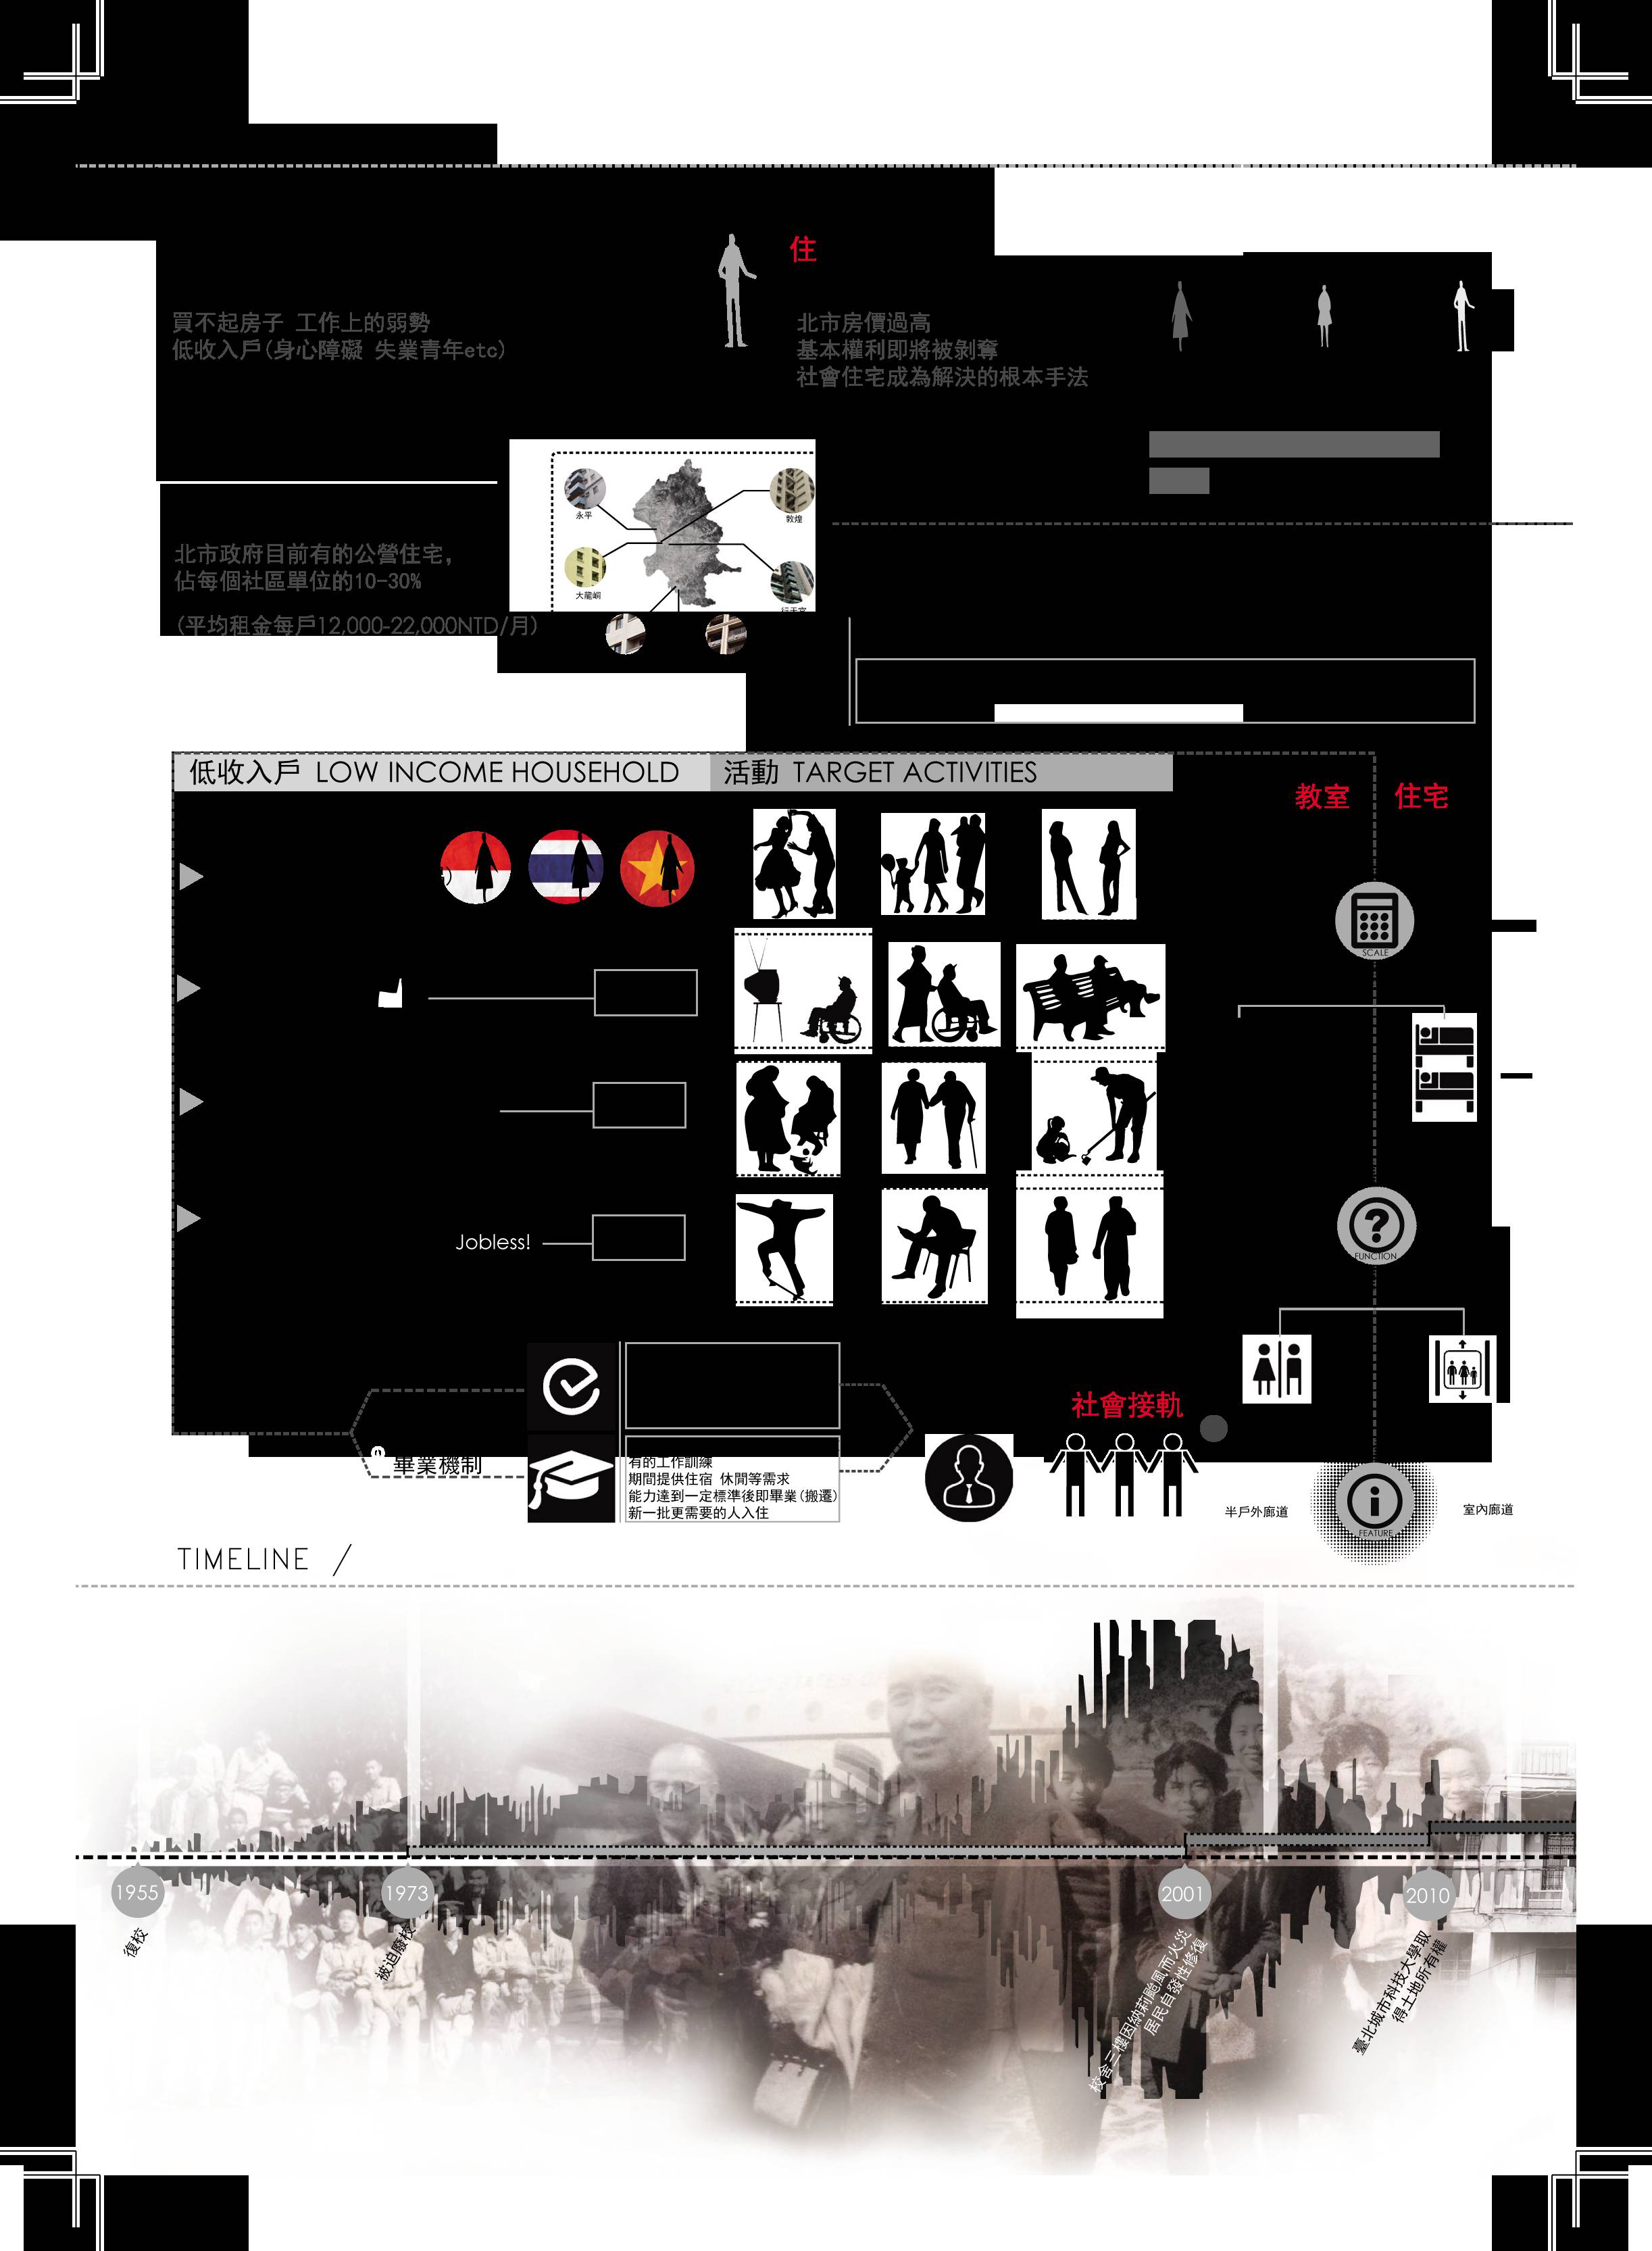 住
買不起房子 工作上的弱勢
低收入戶(身心障礙 失業青年etc)
北市房價過高
基本權利即將被剝奪
社會住宅成為解決的根本手法
永平
敦煌
大龍峒
行天宮
北市政府目前有的公營住宅，
佔每個社區單位的10-30%
(平均租金每戶12,000-22,000NTD/月)
低收入戶 LOW INCOME HOUSEHOLD
活動 TARGET ACTIVITIES
教室
住宅
SCALE
Jobless!
FUNCTION
社會接軌
畢業機制
有的工作訓練
期間提供住宿 休閒等需求
能力達到一定標準後即畢業(搬遷)
新一批更需要的人入住
半戶外廊道
室內廊道
FEATURE
TIMELINE /
1955
1973
2001
2010
復校
被迫廢校
校舍三樓因納莉颱風而火災
居民自發性修復
臺北城市科技大學取
得土地所有權